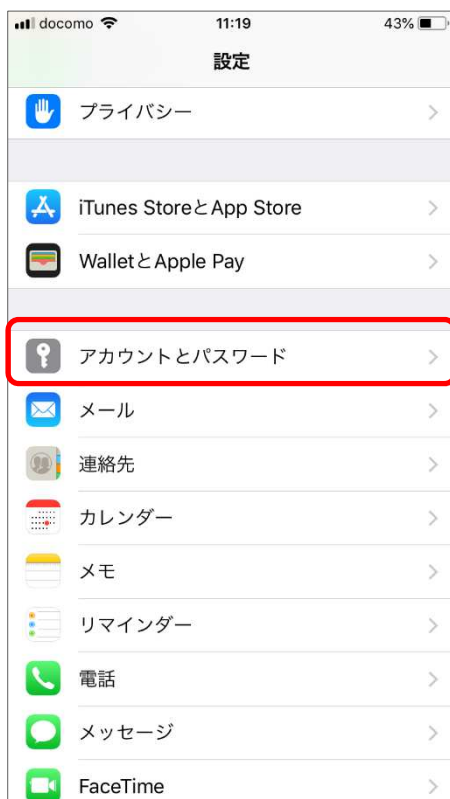 docomo 11:19 43%
設定
プライバシー
iTunes StoreとApp Store
WalletとApple Pay
アカウントとパスワード
メール
連絡先
カレンダー
メモ
リマインダー
電話
メッセージ
FaceTime